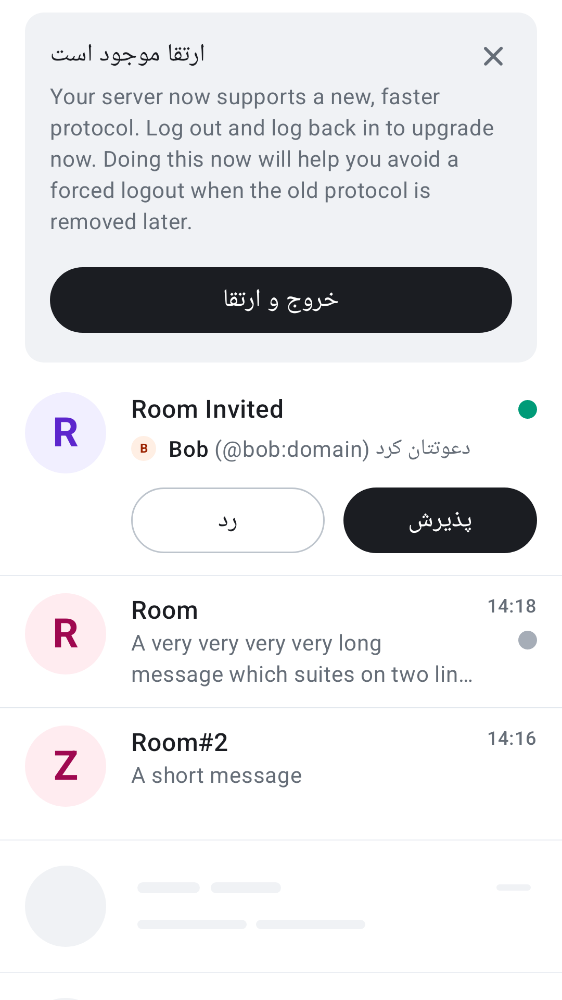 ارتقا موجود است
Your server now supports a new, faster
protocol. Log out and log back in to upgrade
now. Doing this now will help you avoid a
forced logout when the old protocol is
removed later.
خروج و ارتقا
R
Room Invited
B
Bob (@bob:domain) دعوتتان کرد
رد
پذیرش
R
Room
14:18
A very very very very long
message which suites on two lin…
Z
Room#2
14:16
A short message